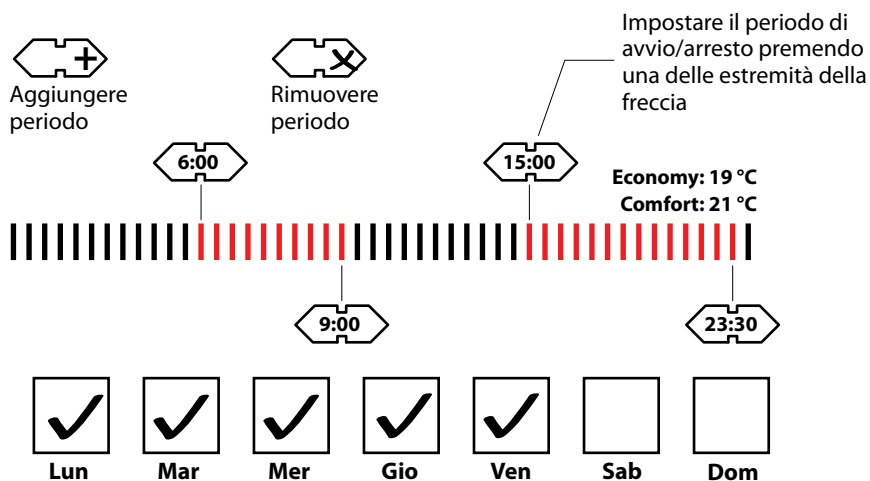 Aggiungere
periodo
Rimuovere
periodo
Impostare il periodo di
avvio/arresto premendo
una delle estremità della
freccia
6:00
15:00
Economy: 19 °C
Comfort: 21 °C
9:00
23:30
Lun Mar Mer Gio Ven Sab Dom